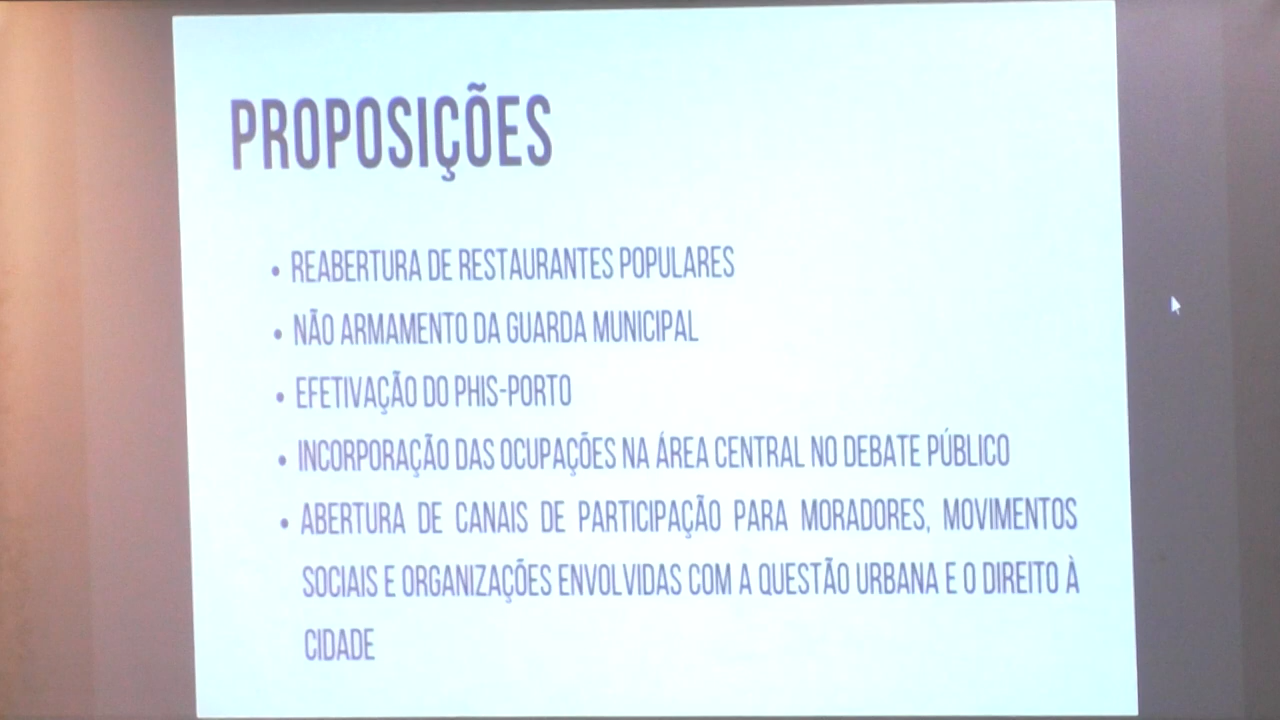 PROPOSIÇÕES
• REABERTURA DE RESTAURANTES POPULARES
• NÃO ARMAMENTO DA GUARDA MUNICIPAL
• EFETIVAÇÃO DO PHIS-PORTO
• INCORPORAÇÃO DAS OCUPAÇÕES NA ÁREA CENTRAL NO DEBATE PÚBLICO
• ABERTURA DE CANAIS DE PARTICIPAÇÃO PARA MORADORES, MOVIMENTOS
SOCIAIS E ORGANIZAÇÕES ENVOLVIDAS COM A QUESTÃO URBANA E O DIREITO À
CIDADE